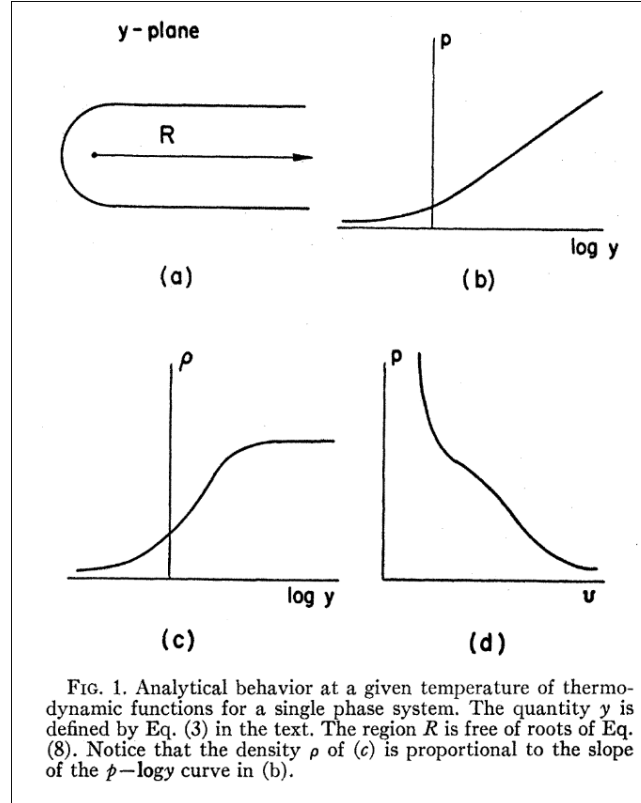 y-plane
R
(a)
p
log y
(b)
ρ
log y
(c)
p
v
(d)
FIG. 1. Analytical behavior at a given temperature of thermo-
dynamic functions for a single phase system. The quantity y is
defined by Eq. (3) in the text. The region R is free of roots of Eq.
(8). Notice that the density ρ of (c) is proportional to the slope
of the p−logy curve in (b).